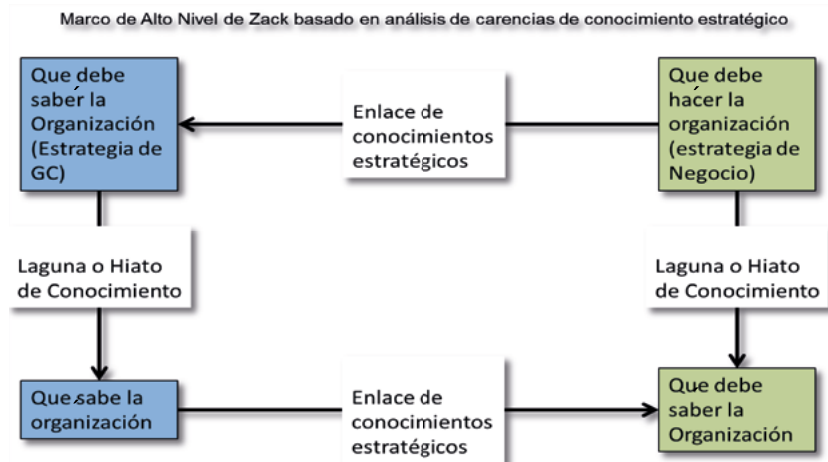 Marco de Alto Nivel de Zack basado en análisis de carencias de conocimiento estratégico
Que debe
saber la
Organización
(Estrategia de
GC)
Enlace de
conocimientos
estratégicos
Que debe
hacer la
organización
(estrategia de
Negocio)
Laguna o Hiato
de Conocimiento
Laguna o Hiato
de Conocimiento
Que sabe la
organización
Enlace de
conocimientos
estratégicos
Que debe
saber la
Organización